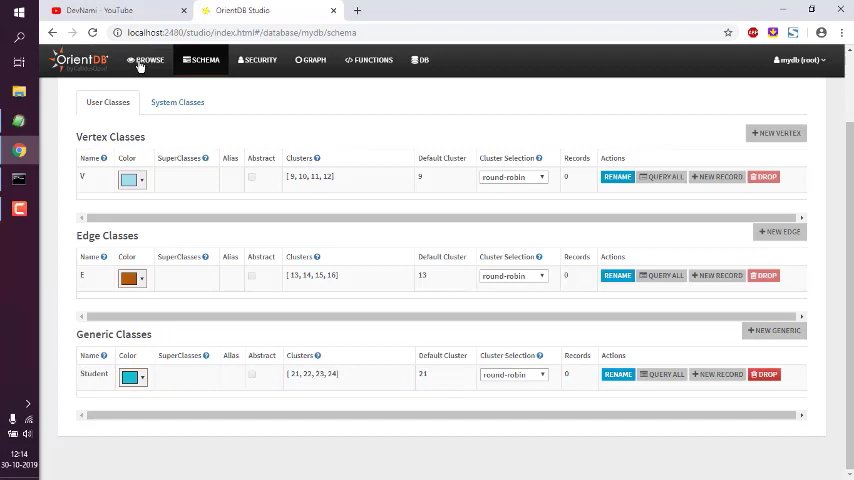 DevNami - YouTube
OrientDB Studio
localhost:2480/studio/index.html#/database/mydb/schema
OrientDB BROWSE SCHEMA SECURITY GRAPH </> FUNCTIONS DB mydb (root)
User Classes System Classes
Vertex Classes + NEW VERTEX
Name Color SuperClasses Alias Abstract Clusters Default Cluster Cluster Selection Records Actions
V [ 9, 10, 11, 12] 9 round-robin 0 RENAME QUERY ALL + NEW RECORD DROP
+ NEW EDGE
Edge Classes
Name Color SuperClasses Alias Abstract Clusters Default Cluster Cluster Selection Records Actions
E [ 13, 14, 15, 16] 13 round-robin 0 RENAME QUERY ALL + NEW RECORD DROP
+ NEW GENERIC
Generic Classes
Name Color SuperClasses Alias Abstract Clusters Default Cluster Cluster Selection Records Actions
Student [ 21, 22, 23, 24] 21 round-robin 0 RENAME QUERY ALL + NEW RECORD DROP
12:14
30-10-2019